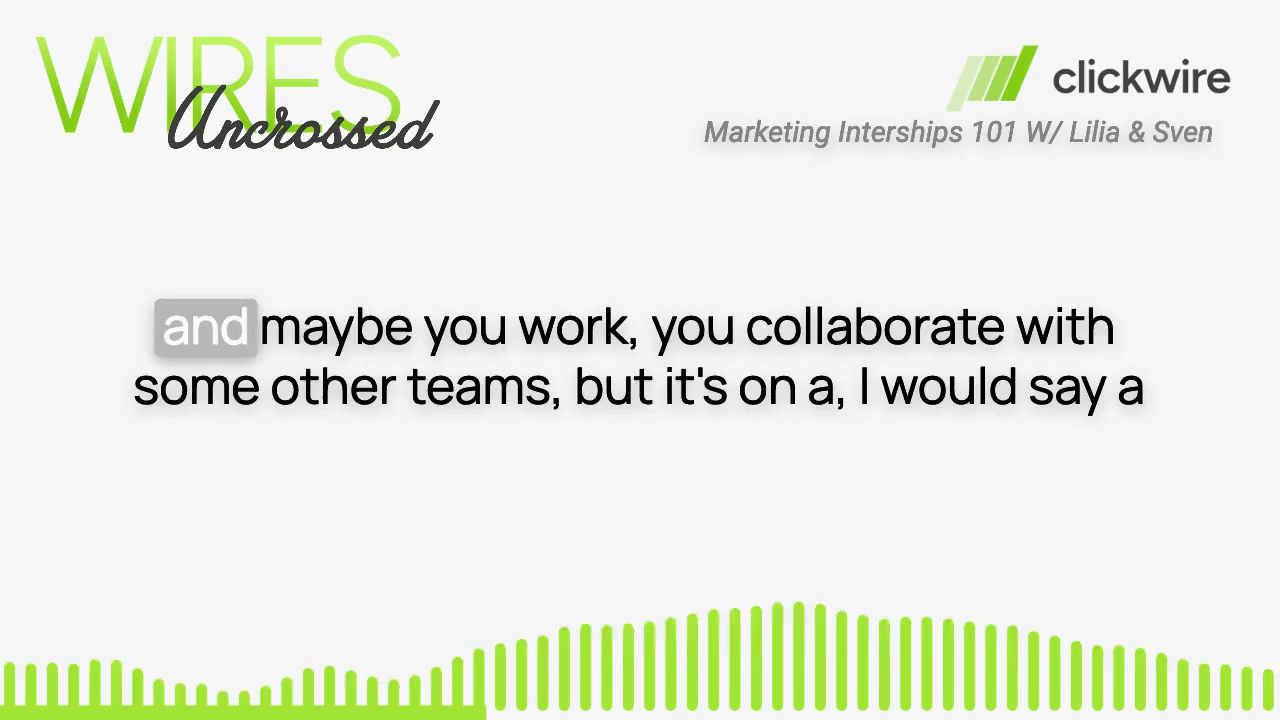 WIRES
Uncrossed
clickwire
Marketing Interships 101 W/ Lilia & Sven
and maybe you work, you collaborate with
some other teams, but it's on a, I would say a